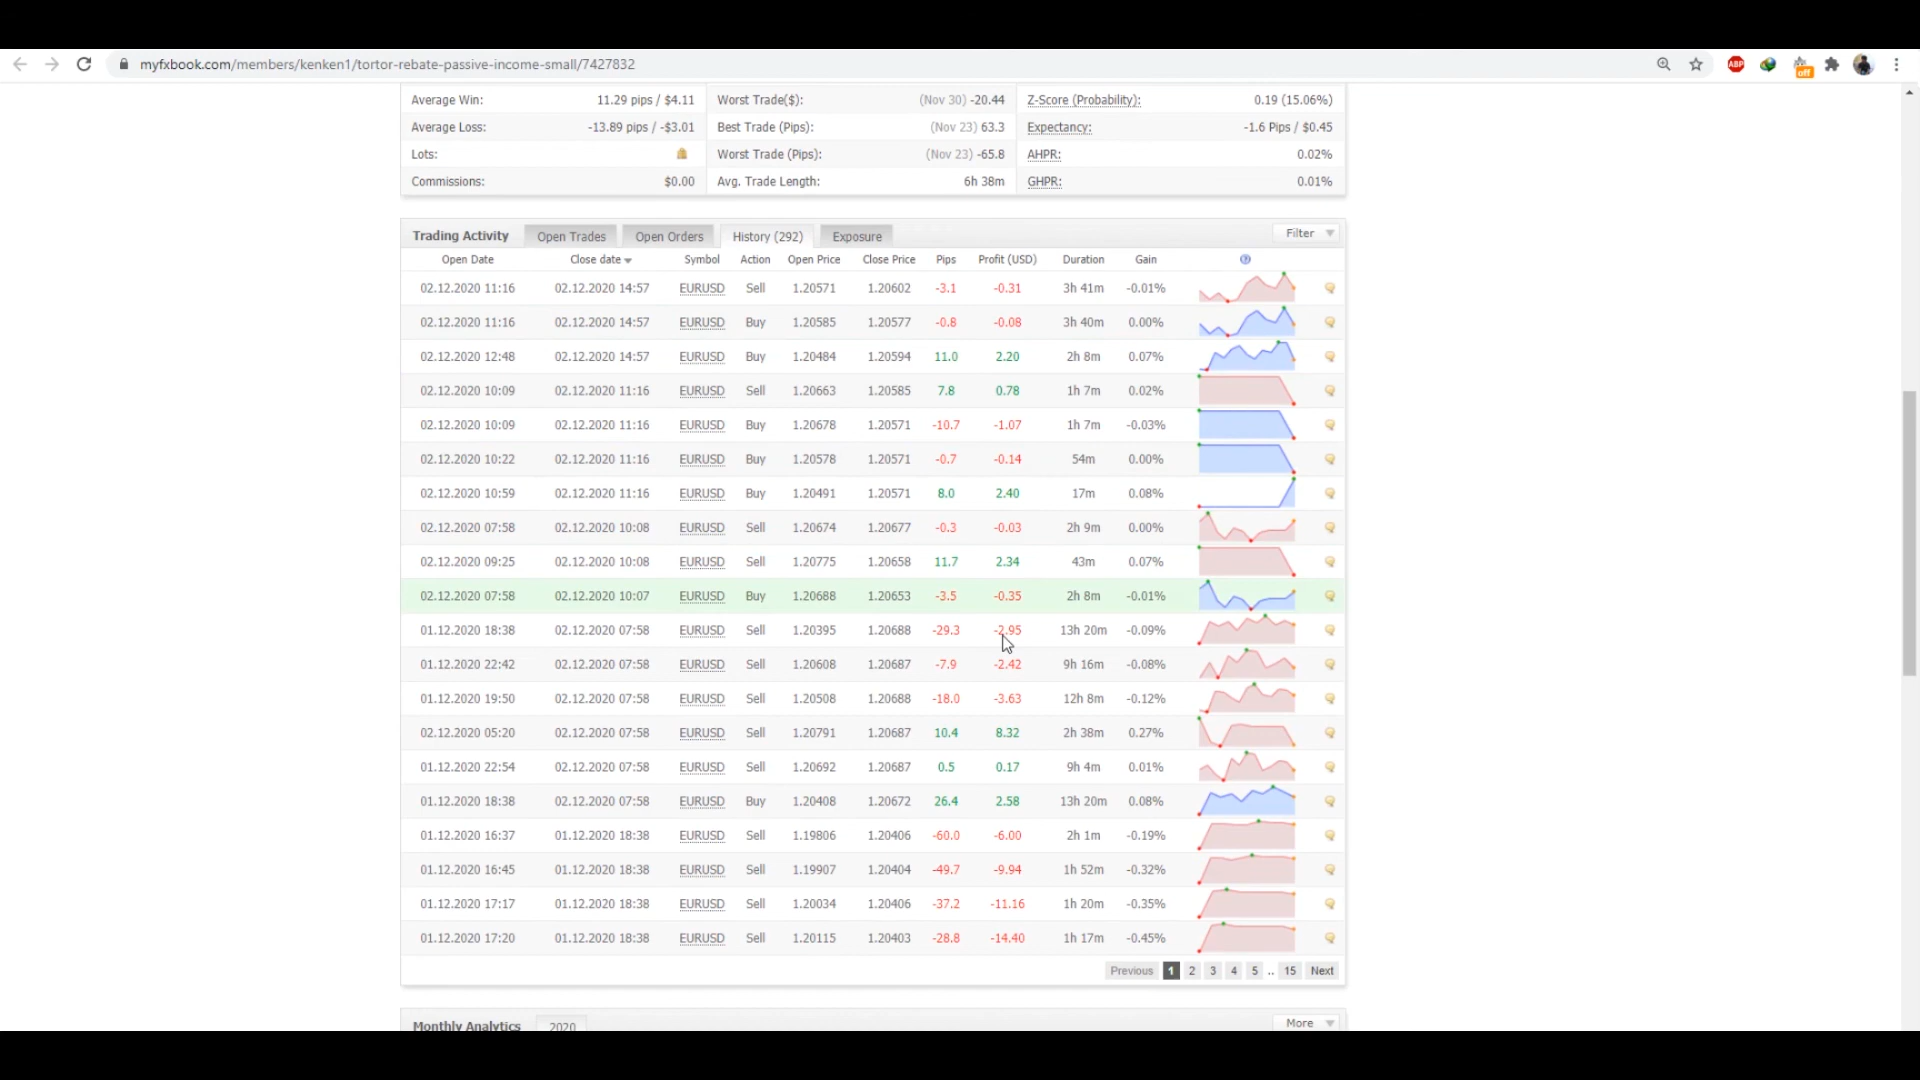 myfxbook.com/members/kenken1/tortor-rebate-passive-income-small/7427832
ABP
off
Average Win: 11.29 pips / $4.11 Worst Trade($): (Nov 30) -20.44 Z-Score (Probability): 0.19 (15.06%)
Average Loss: -13.89 pips / -$3.01 Best Trade (Pips): (Nov 23) 63.3 Expectancy: -1.6 Pips / $0.45
Lots: Worst Trade (Pips): (Nov 23) -65.8 AHPR: 0.02%
Commissions: $0.00 Avg. Trade Length: 6h 38m GHPR: 0.01%
Trading Activity Open Trades Open Orders History (292) Exposure Filter
Open Date Close date Symbol Action Open Price Close Price Pips Profit (USD) Duration Gain ?
02.12.2020 11:16 02.12.2020 14:57 EURUSD Sell 1.20571 1.20602 -3.1 -0.31 3h 41m -0.01%
02.12.2020 11:16 02.12.2020 14:57 EURUSD Buy 1.20585 1.20577 -0.8 -0.08 3h 40m 0.00%
02.12.2020 12:48 02.12.2020 14:57 EURUSD Buy 1.20484 1.20594 11.0 2.20 2h 8m 0.07%
02.12.2020 10:09 02.12.2020 11:16 EURUSD Sell 1.20663 1.20585 7.8 0.78 1h 7m 0.02%
02.12.2020 10:09 02.12.2020 11:16 EURUSD Buy 1.20678 1.20571 -10.7 -1.07 1h 7m -0.03%
02.12.2020 10:22 02.12.2020 11:16 EURUSD Buy 1.20578 1.20571 -0.7 -0.14 54m 0.00%
02.12.2020 10:59 02.12.2020 11:16 EURUSD Buy 1.20491 1.20571 8.0 2.40 17m 0.08%
02.12.2020 07:58 02.12.2020 10:08 EURUSD Sell 1.20674 1.20677 -0.3 -0.03 2h 9m 0.00%
02.12.2020 09:25 02.12.2020 10:08 EURUSD Sell 1.20775 1.20658 11.7 2.34 43m 0.07%
02.12.2020 07:58 02.12.2020 10:07 EURUSD Buy 1.20688 1.20653 -3.5 -0.35 2h 8m -0.01%
01.12.2020 18:38 02.12.2020 07:58 EURUSD Sell 1.20395 1.20688 -29.3 -2.95 13h 20m -0.09%
01.12.2020 22:42 02.12.2020 07:58 EURUSD Sell 1.20608 1.20687 -7.9 -2.42 9h 16m -0.08%
01.12.2020 19:50 02.12.2020 07:58 EURUSD Sell 1.20508 1.20688 -18.0 -3.63 12h 8m -0.12%
02.12.2020 05:20 02.12.2020 07:58 EURUSD Sell 1.20791 1.20687 10.4 8.32 2h 38m 0.27%
01.12.2020 22:54 02.12.2020 07:58 EURUSD Sell 1.20692 1.20687 0.5 0.17 9h 4m 0.01%
01.12.2020 18:38 02.12.2020 07:58 EURUSD Buy 1.20408 1.20672 26.4 2.58 13h 20m 0.08%
01.12.2020 16:37 01.12.2020 18:38 EURUSD Sell 1.19806 1.20406 -60.0 -6.00 2h 1m -0.19%
01.12.2020 16:45 01.12.2020 18:38 EURUSD Sell 1.19907 1.20404 -49.7 -9.94 1h 52m -0.32%
01.12.2020 17:17 01.12.2020 18:38 EURUSD Sell 1.20034 1.20406 -37.2 -11.16 1h 20m -0.35%
01.12.2020 17:20 01.12.2020 18:38 EURUSD Sell 1.20115 1.20403 -28.8 -14.40 1h 17m -0.45%
Previous 1 2 3 4 5 .. 15 Next
Monthly Analytics 2020 More